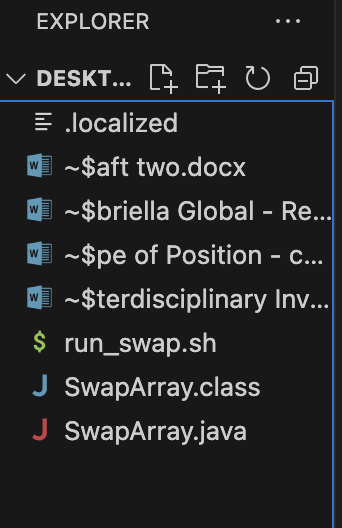 EXPLORER ...
DESKT...
.localized
~$aft two.docx
~$briella Global - Re...
~$pe of Position - c...
~$terdisciplinary Inv...
$ run_swap.sh
J SwapArray.class
J SwapArray.java